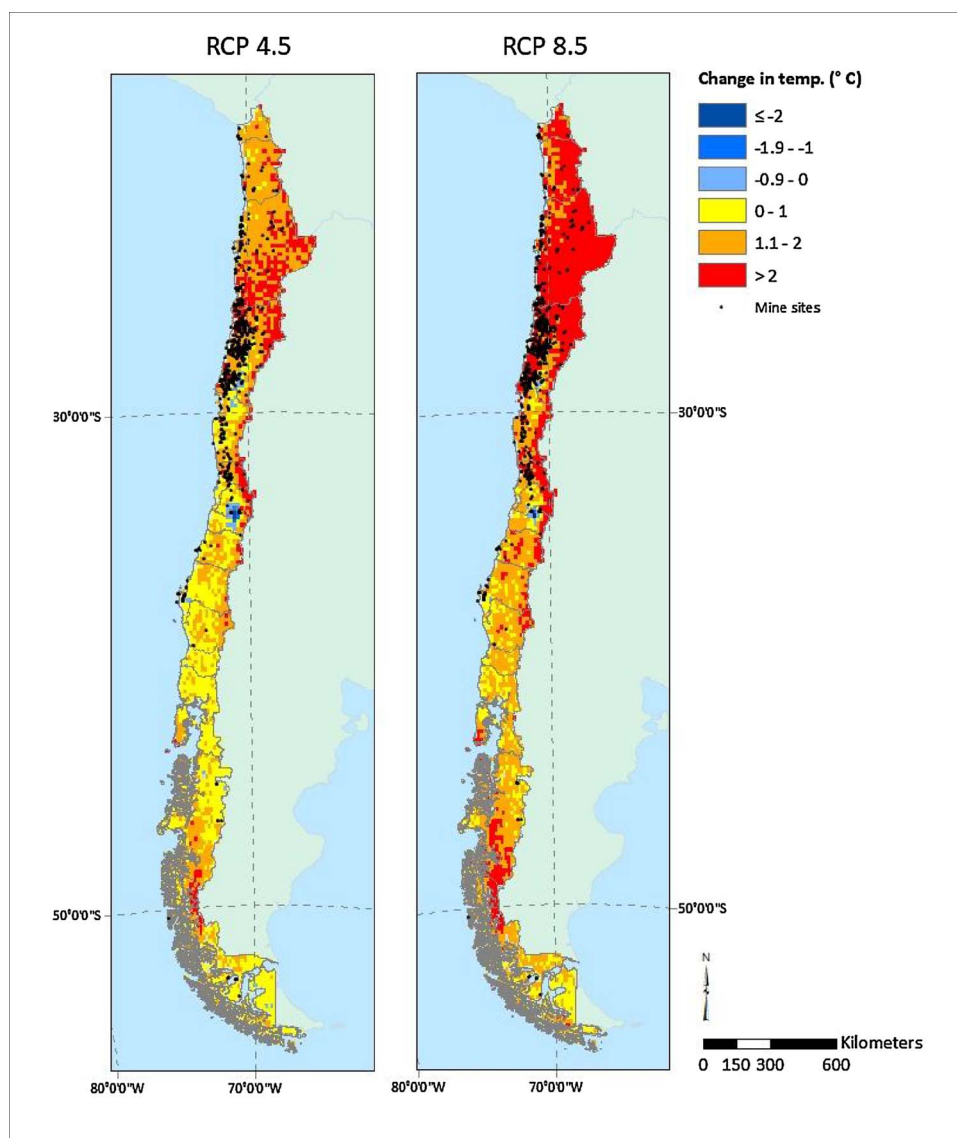 RCP 4.5
RCP 8.5
Change in temp. (° C)
≤ -2
-1.9 - -1
-0.9 - 0
0 - 1
1.1 - 2
> 2
Mine sites
30°0'0"S
30°0'0"S
50°0'0"S
50°0'0"S
N
Kilometers
0 150 300 600
80°0'0"W
70°0'0"W
80°0'0"W
70°0'0"W